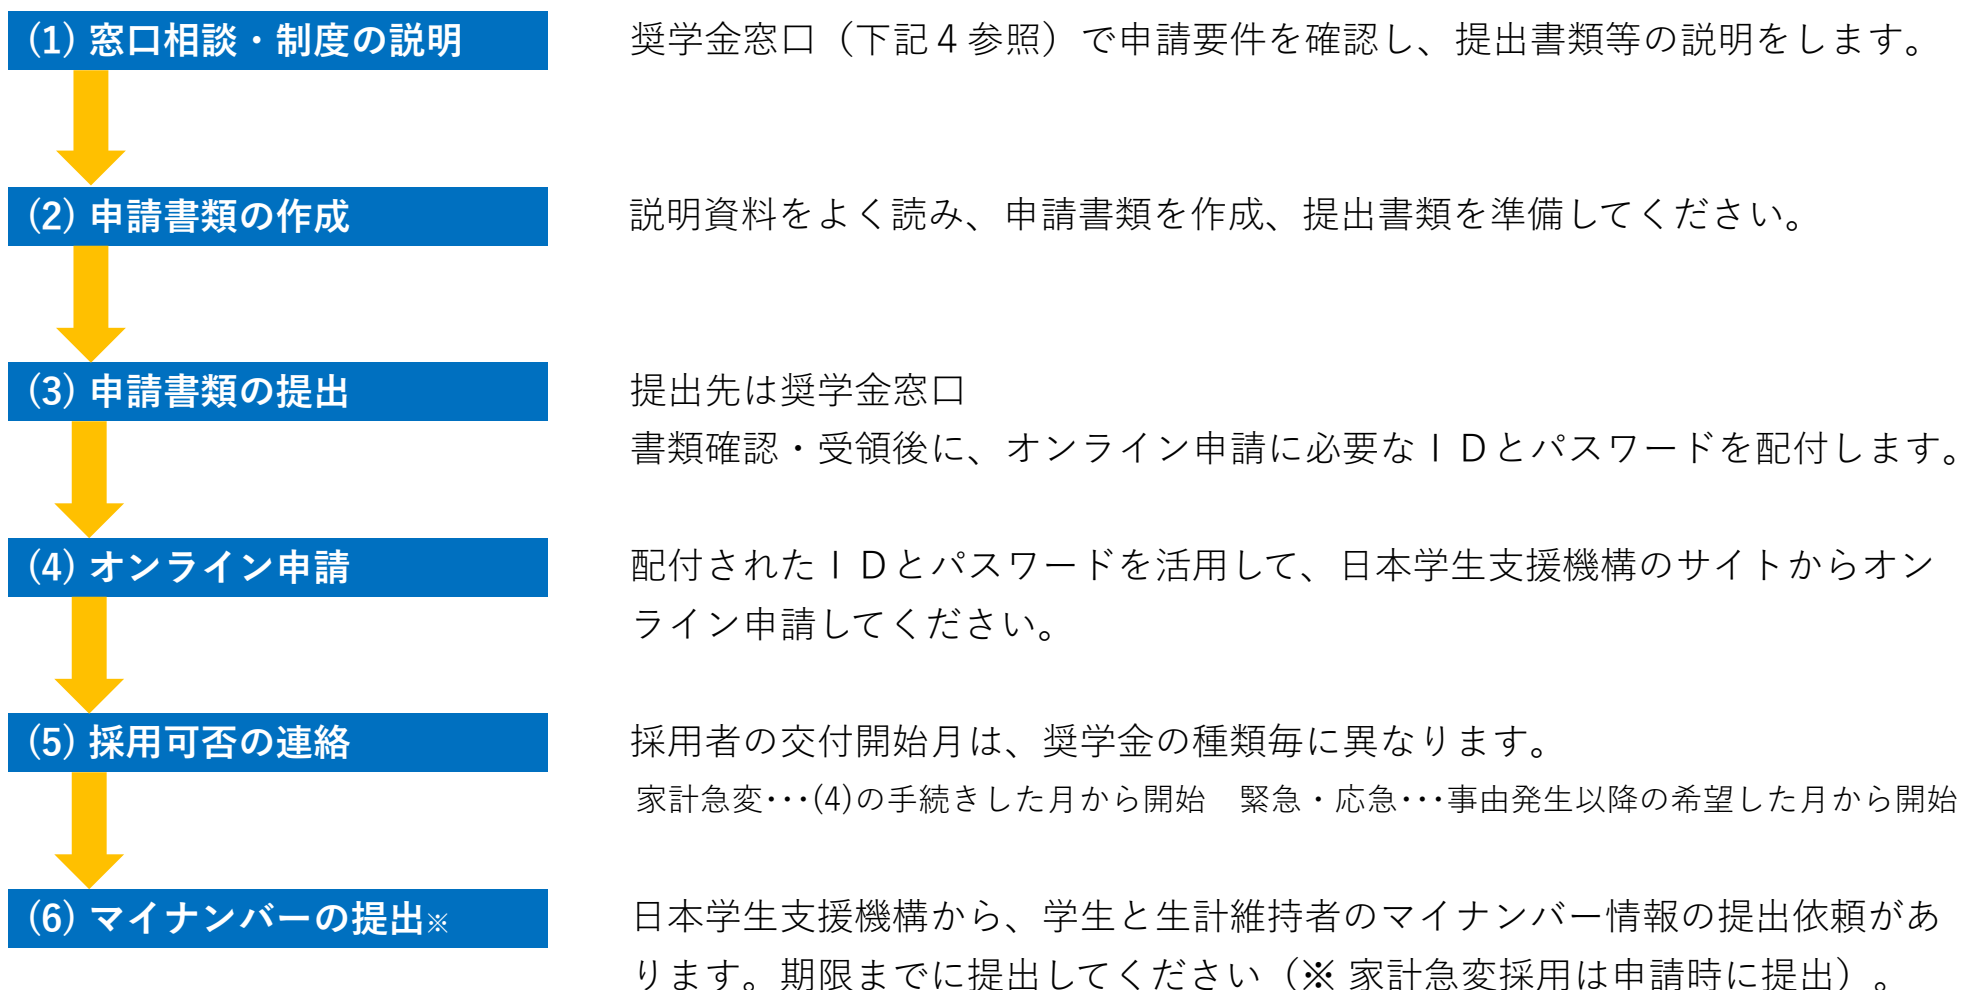 (1) 窓口相談・制度の説明
奨学金窓口（下記４参照）で申請要件を確認し、提出書類等の説明をします。
(2) 申請書類の作成
説明資料をよく読み、申請書類を作成、提出書類を準備してください。
(3) 申請書類の提出
提出先は奨学金窓口
書類確認・受領後に、オンライン申請に必要なＩＤとパスワードを配付します。
(4) オンライン申請
配付されたＩＤとパスワードを活用して、日本学生支援機構のサイトからオン
ライン申請してください。
(5) 採用可否の連絡
採用者の交付開始月は、奨学金の種類毎に異なります。
家計急変･･･(4)の手続きした月から開始　緊急・応急･･･事由発生以降の希望した月から開始
(6) マイナンバーの提出※
日本学生支援機構から、学生と生計維持者のマイナンバー情報の提出依頼があ
ります。期限までに提出してください（※ 家計急変採用は申請時に提出）。